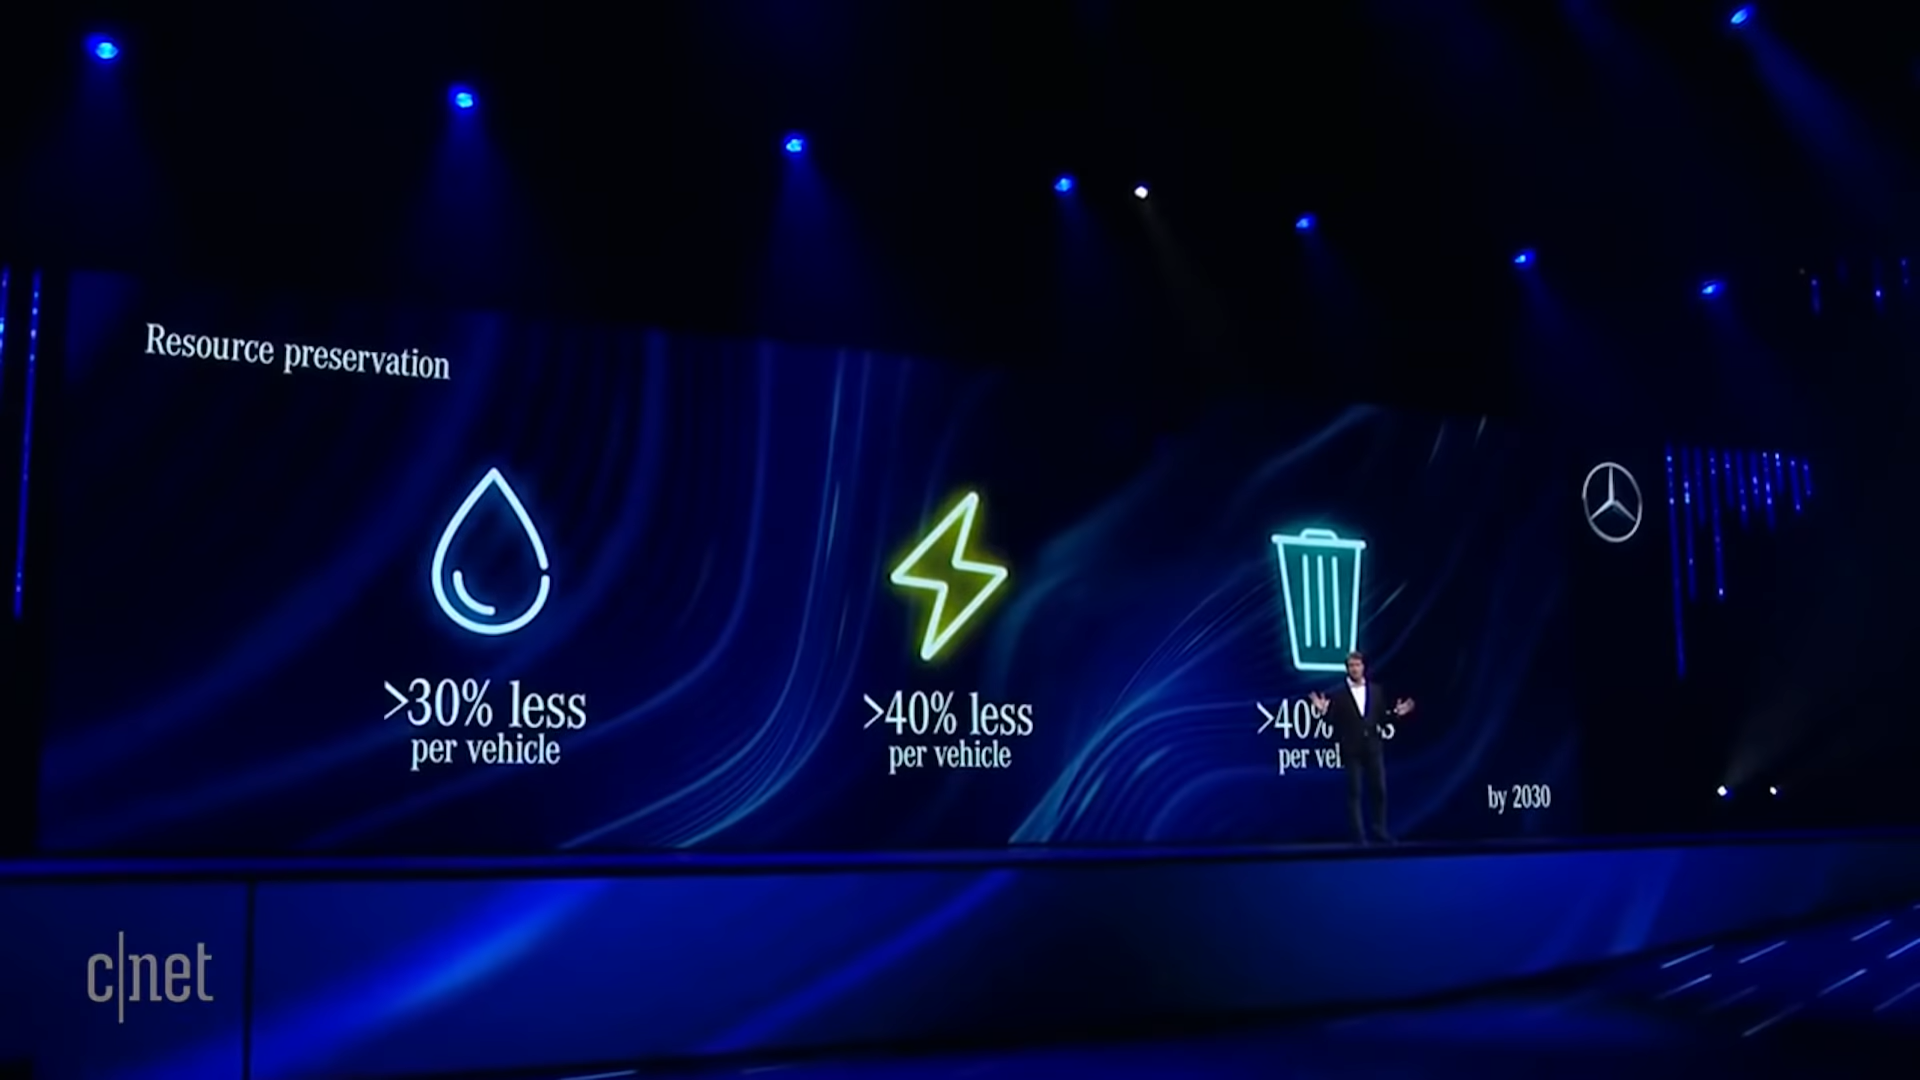 Resource preservation
>30% less
per vehicle
>40% less
per vehicle
>40%
per
by 2030
c|net